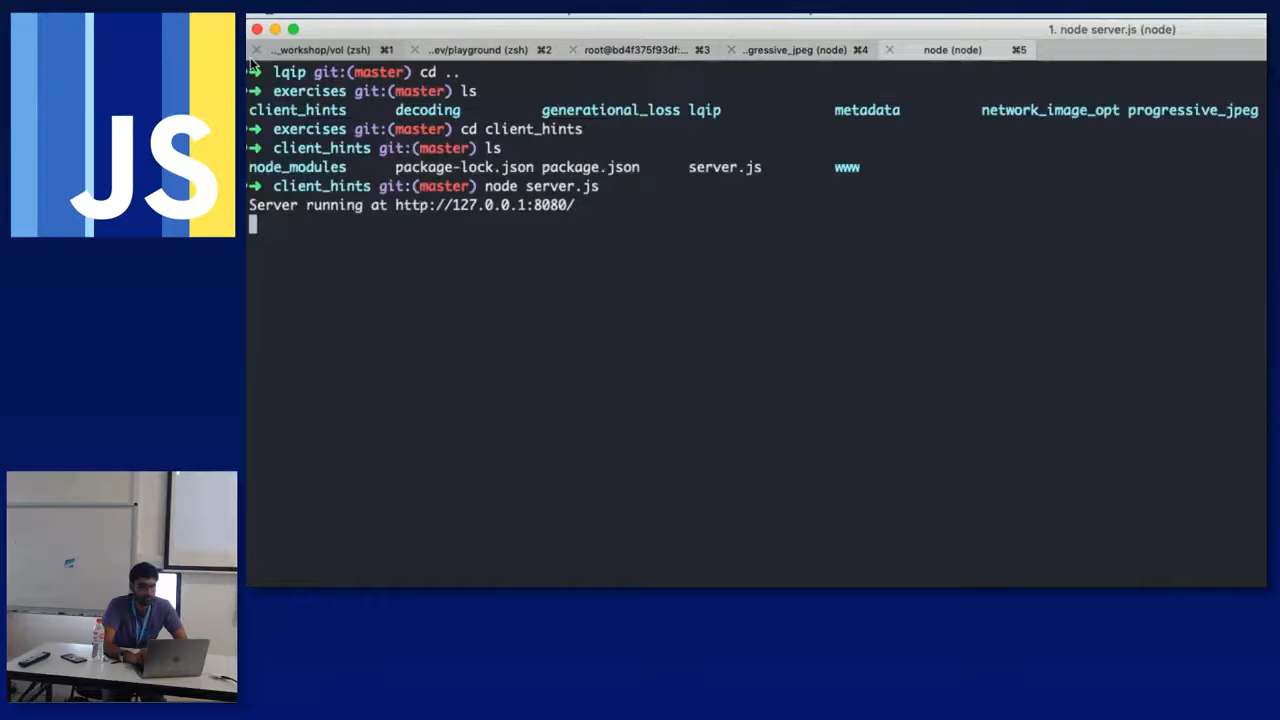 JS
1. node server.js (node)
.._workshop/vol (zsh) ⌘1 ..ev/playground (zsh) ⌘2 root@bd4f375f93df:... ⌘3 ..gressive_jpeg (node) ⌘4 node (node) ⌘5
➜ lqip git:(master) cd ..
➜ exercises git:(master) ls
client_hints decoding generational_loss lqip metadata network_image_opt progressive_jpeg
➜ exercises git:(master) cd client_hints
➜ client_hints git:(master) ls
node_modules package-lock.json package.json server.js www
➜ client_hints git:(master) node server.js
Server running at http://127.0.0.1:8080/